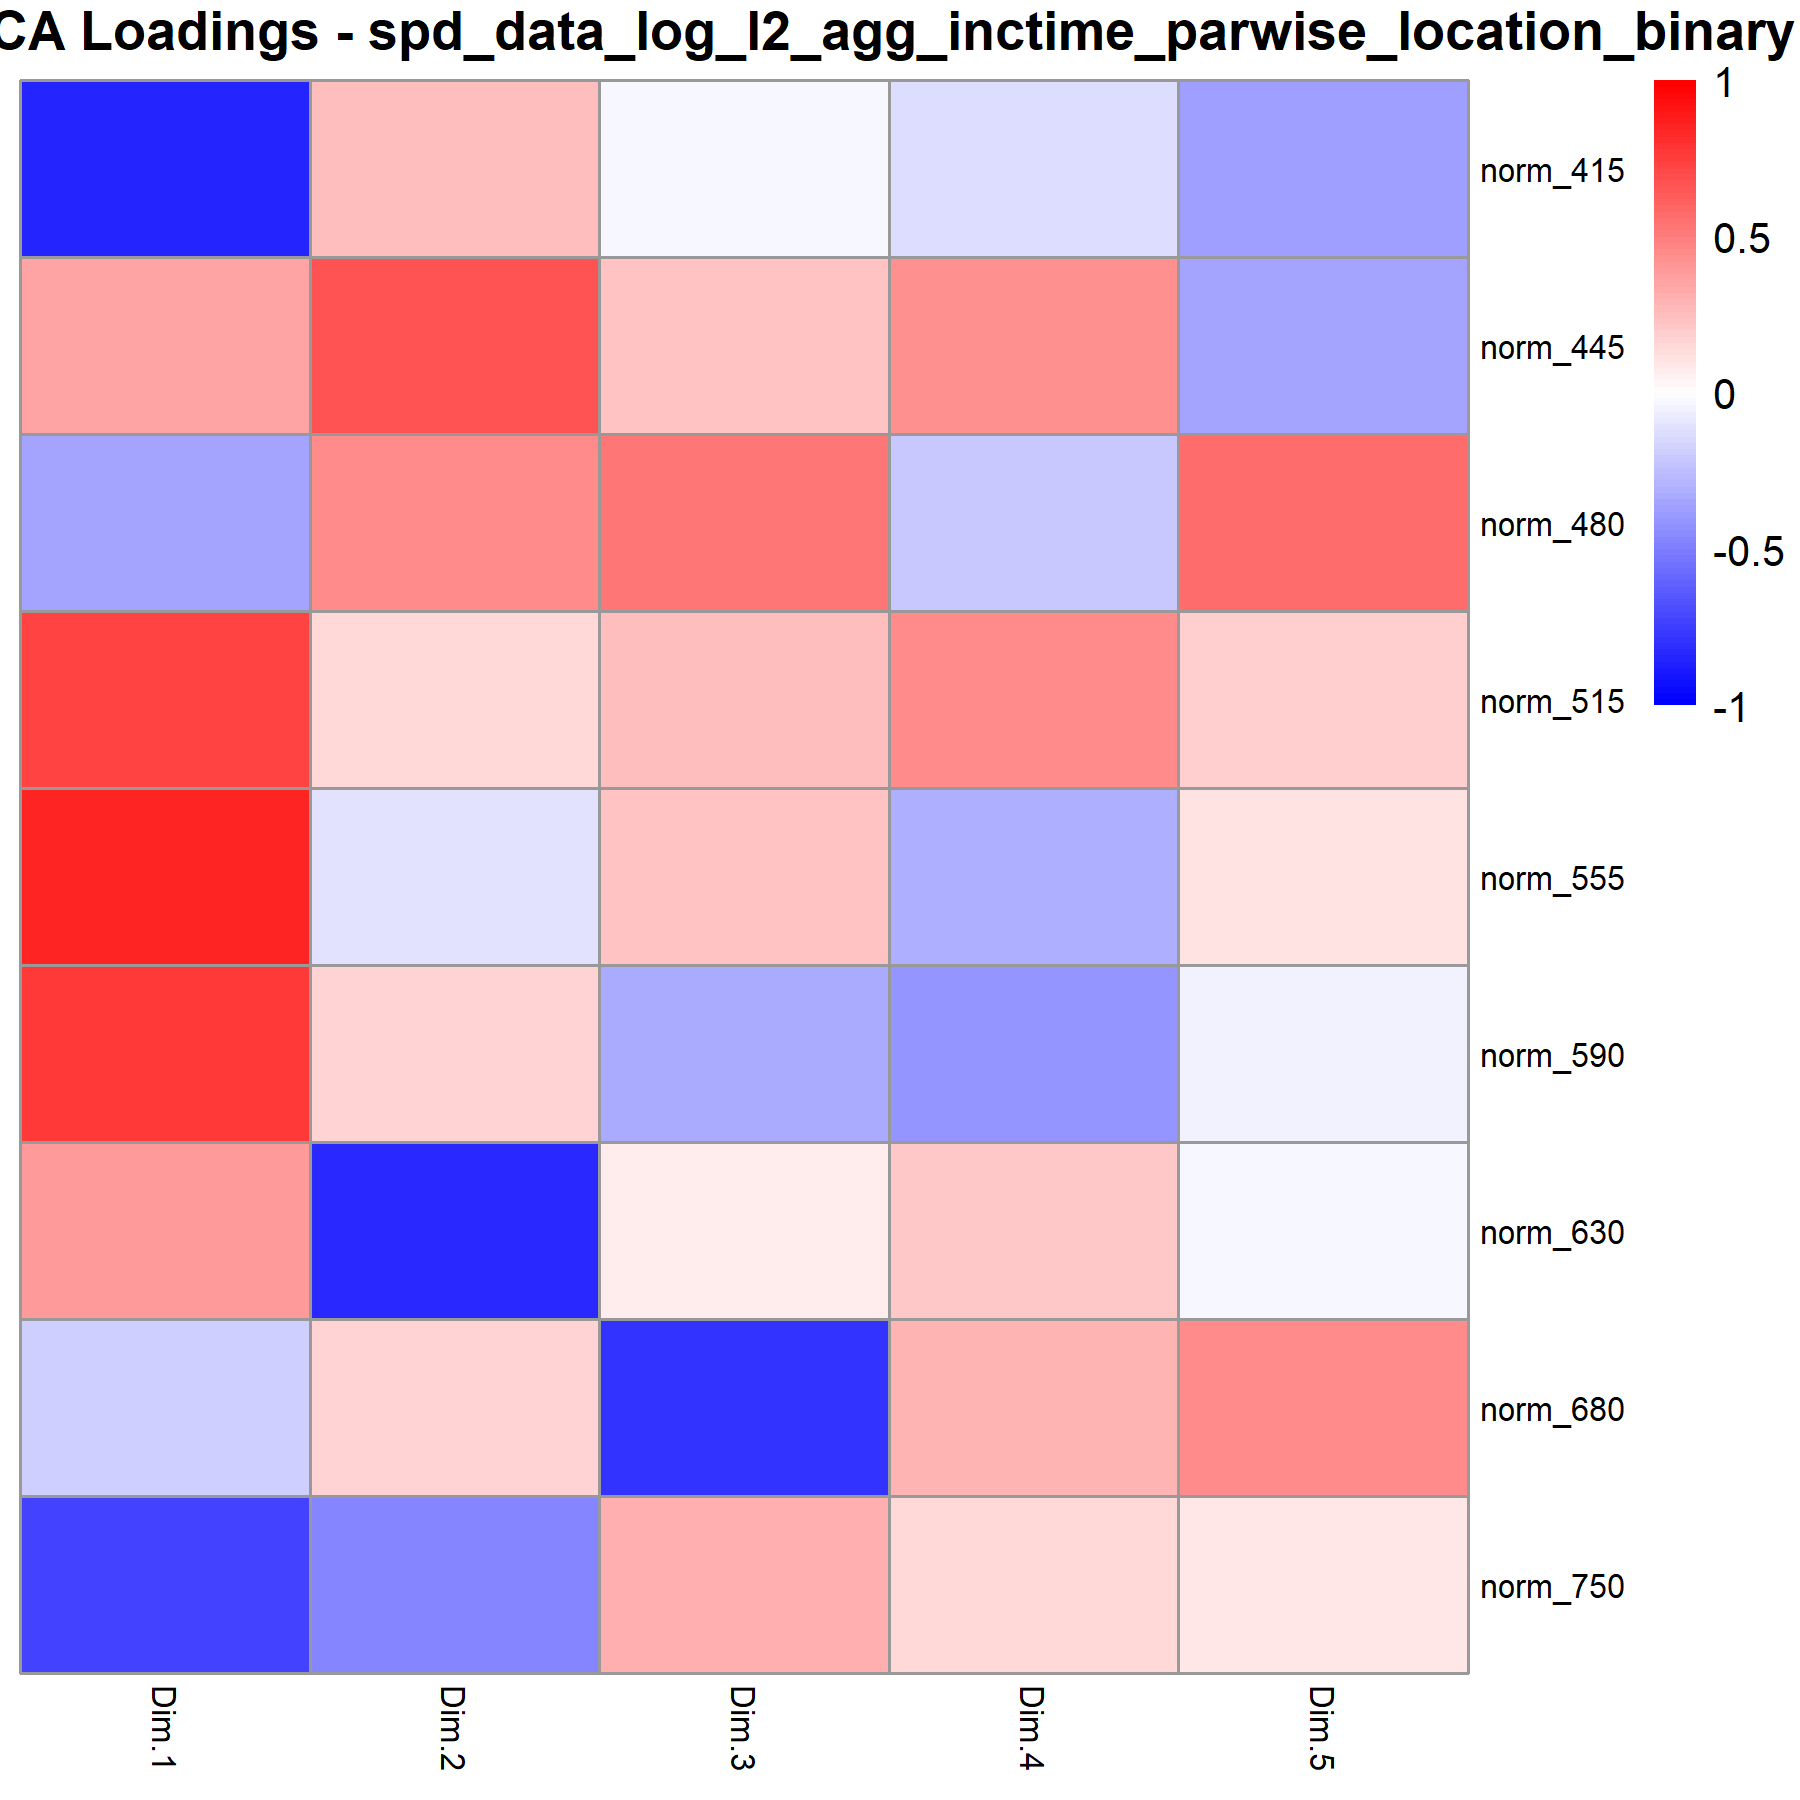 CA Loadings - spd_data_log_l2_agg_inctime_parwise_location_binary
1
norm_415
0.5
norm_445
0
norm_480
-0.5
norm_515
-1
norm_555
norm_590
norm_630
norm_680
norm_750
Dim.1 Dim.2 Dim.3 Dim.4 Dim.5